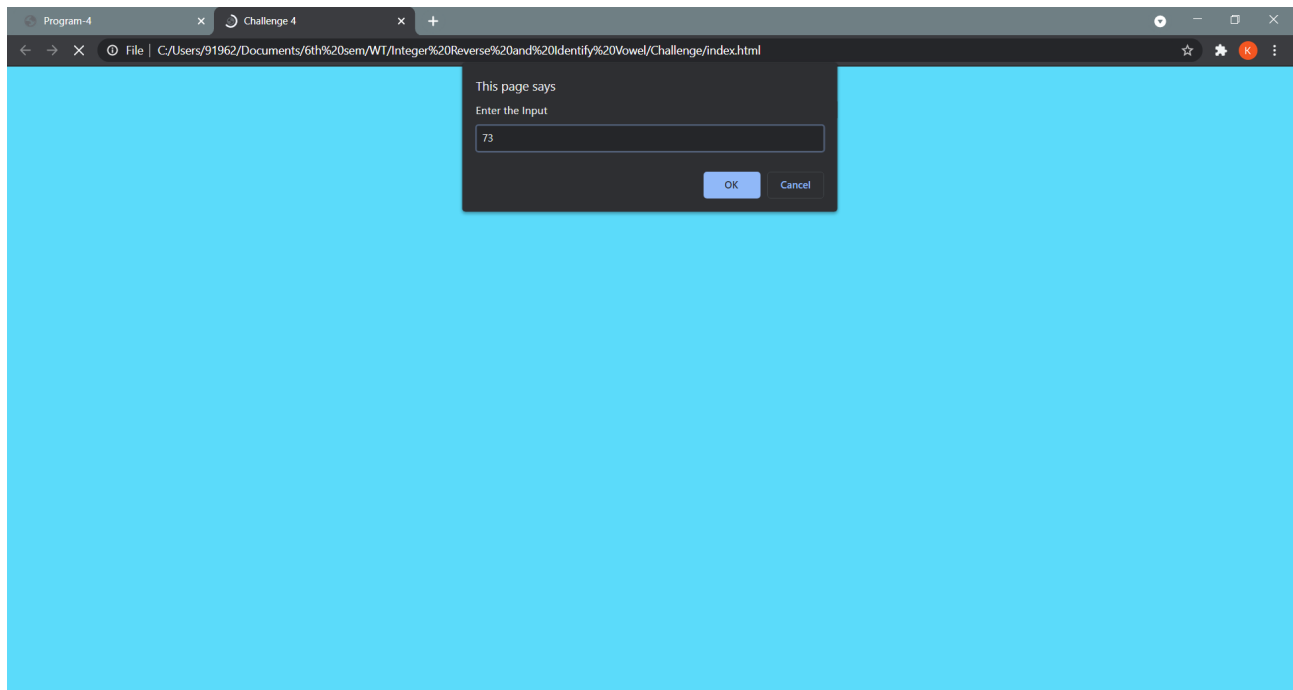 Program-4
Challenge 4
File | C:/Users/91962/Documents/6th%20sem/WT/Integer%20Reverse%20and%20Identify%20Vowel/Challenge/index.html
K
This page says
Enter the Input
73
OK Cancel